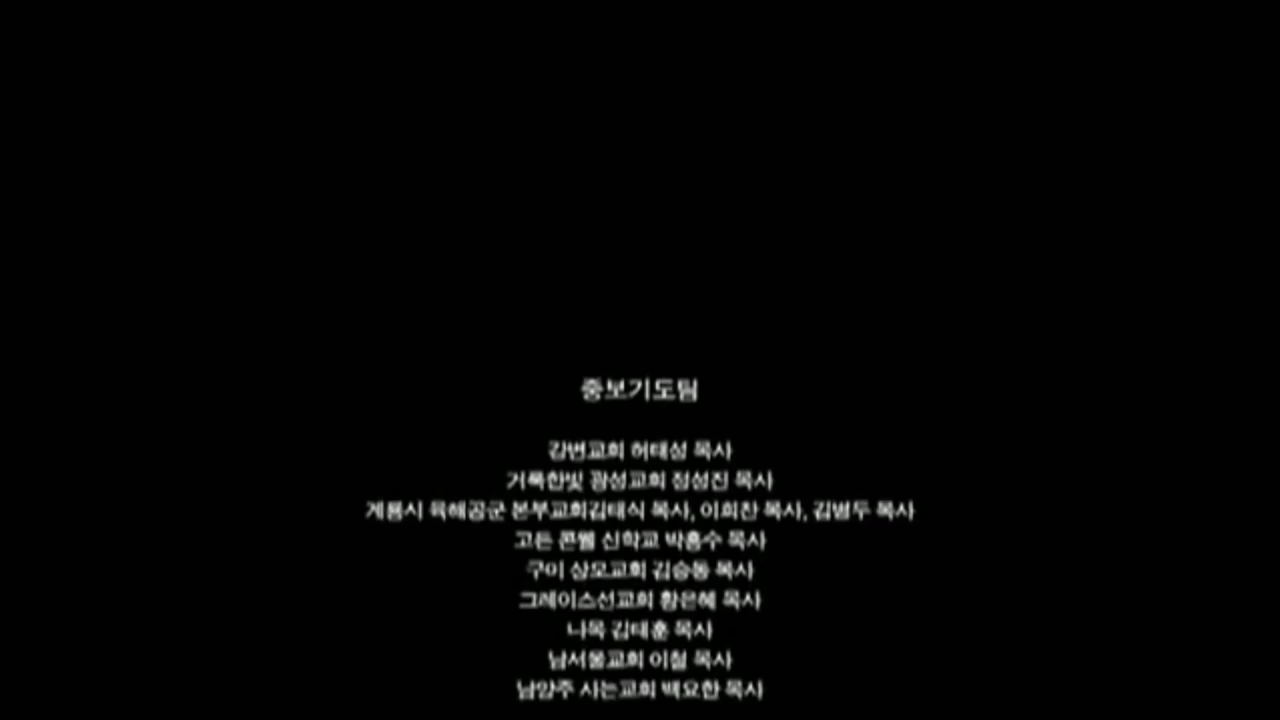 중보기도팀
강변교회 허태성 목사
거룩한빛 광성교회 정성진 목사
계룡시 육해공군 본부교회김태식 목사, 이희찬 목사, 김범두 목사
고든 콘웰 신학교 박흥수 목사
구미 상모교회 김승동 목사
그레이스선교회 황은혜 목사
나목 김태훈 목사
남서울교회 이철 목사
남양주 사는교회 백요한 목사